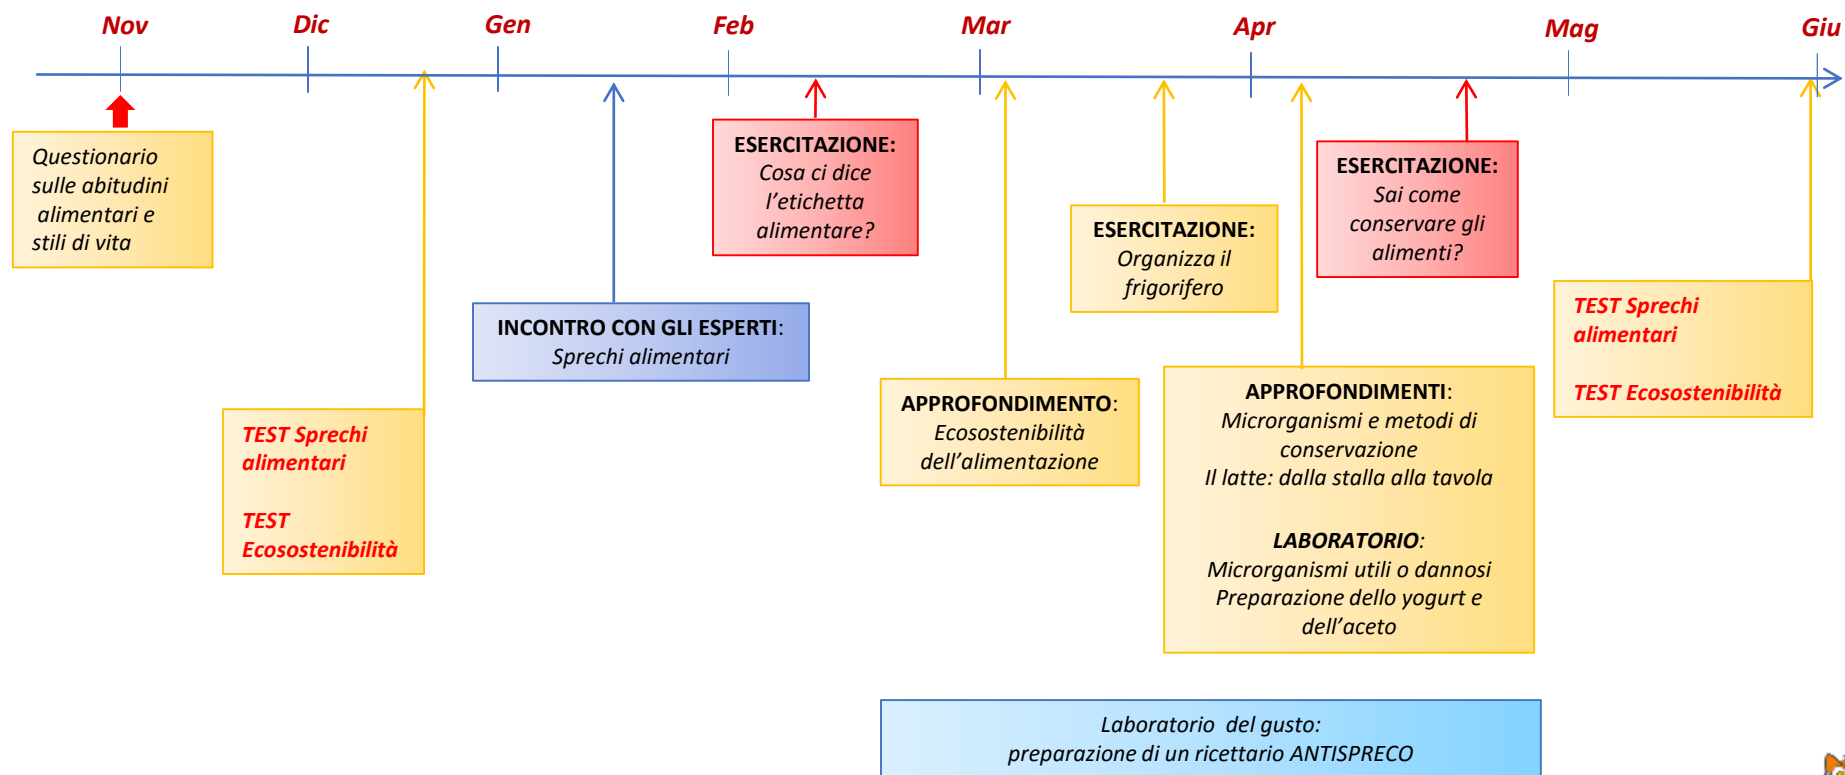 Nov Dic Gen Feb Mar Apr Mag Giu
Questionario
sulle abitudini
alimentari e
stili di vita
TEST Sprechi
alimentari
TEST
Ecosostenibilità
INCONTRO CON GLI ESPERTI:
Sprechi alimentari
ESERCITAZIONE:
Cosa ci dice
l’etichetta
alimentare?
APPROFONDIMENTO:
Ecosostenibilità
dell’alimentazione
ESERCITAZIONE:
Organizza il
frigorifero
APPROFONDIMENTI:
Microrganismi e metodi di
conservazione
Il latte: dalla stalla alla tavola
LABORATORIO:
Microrganismi utili o dannosi
Preparazione dello yogurt e
dell’aceto
ESERCITAZIONE:
Sai come
conservare gli
alimenti?
TEST Sprechi
alimentari
TEST Ecosostenibilità
Laboratorio del gusto:
preparazione di un ricettario ANTISPRECO